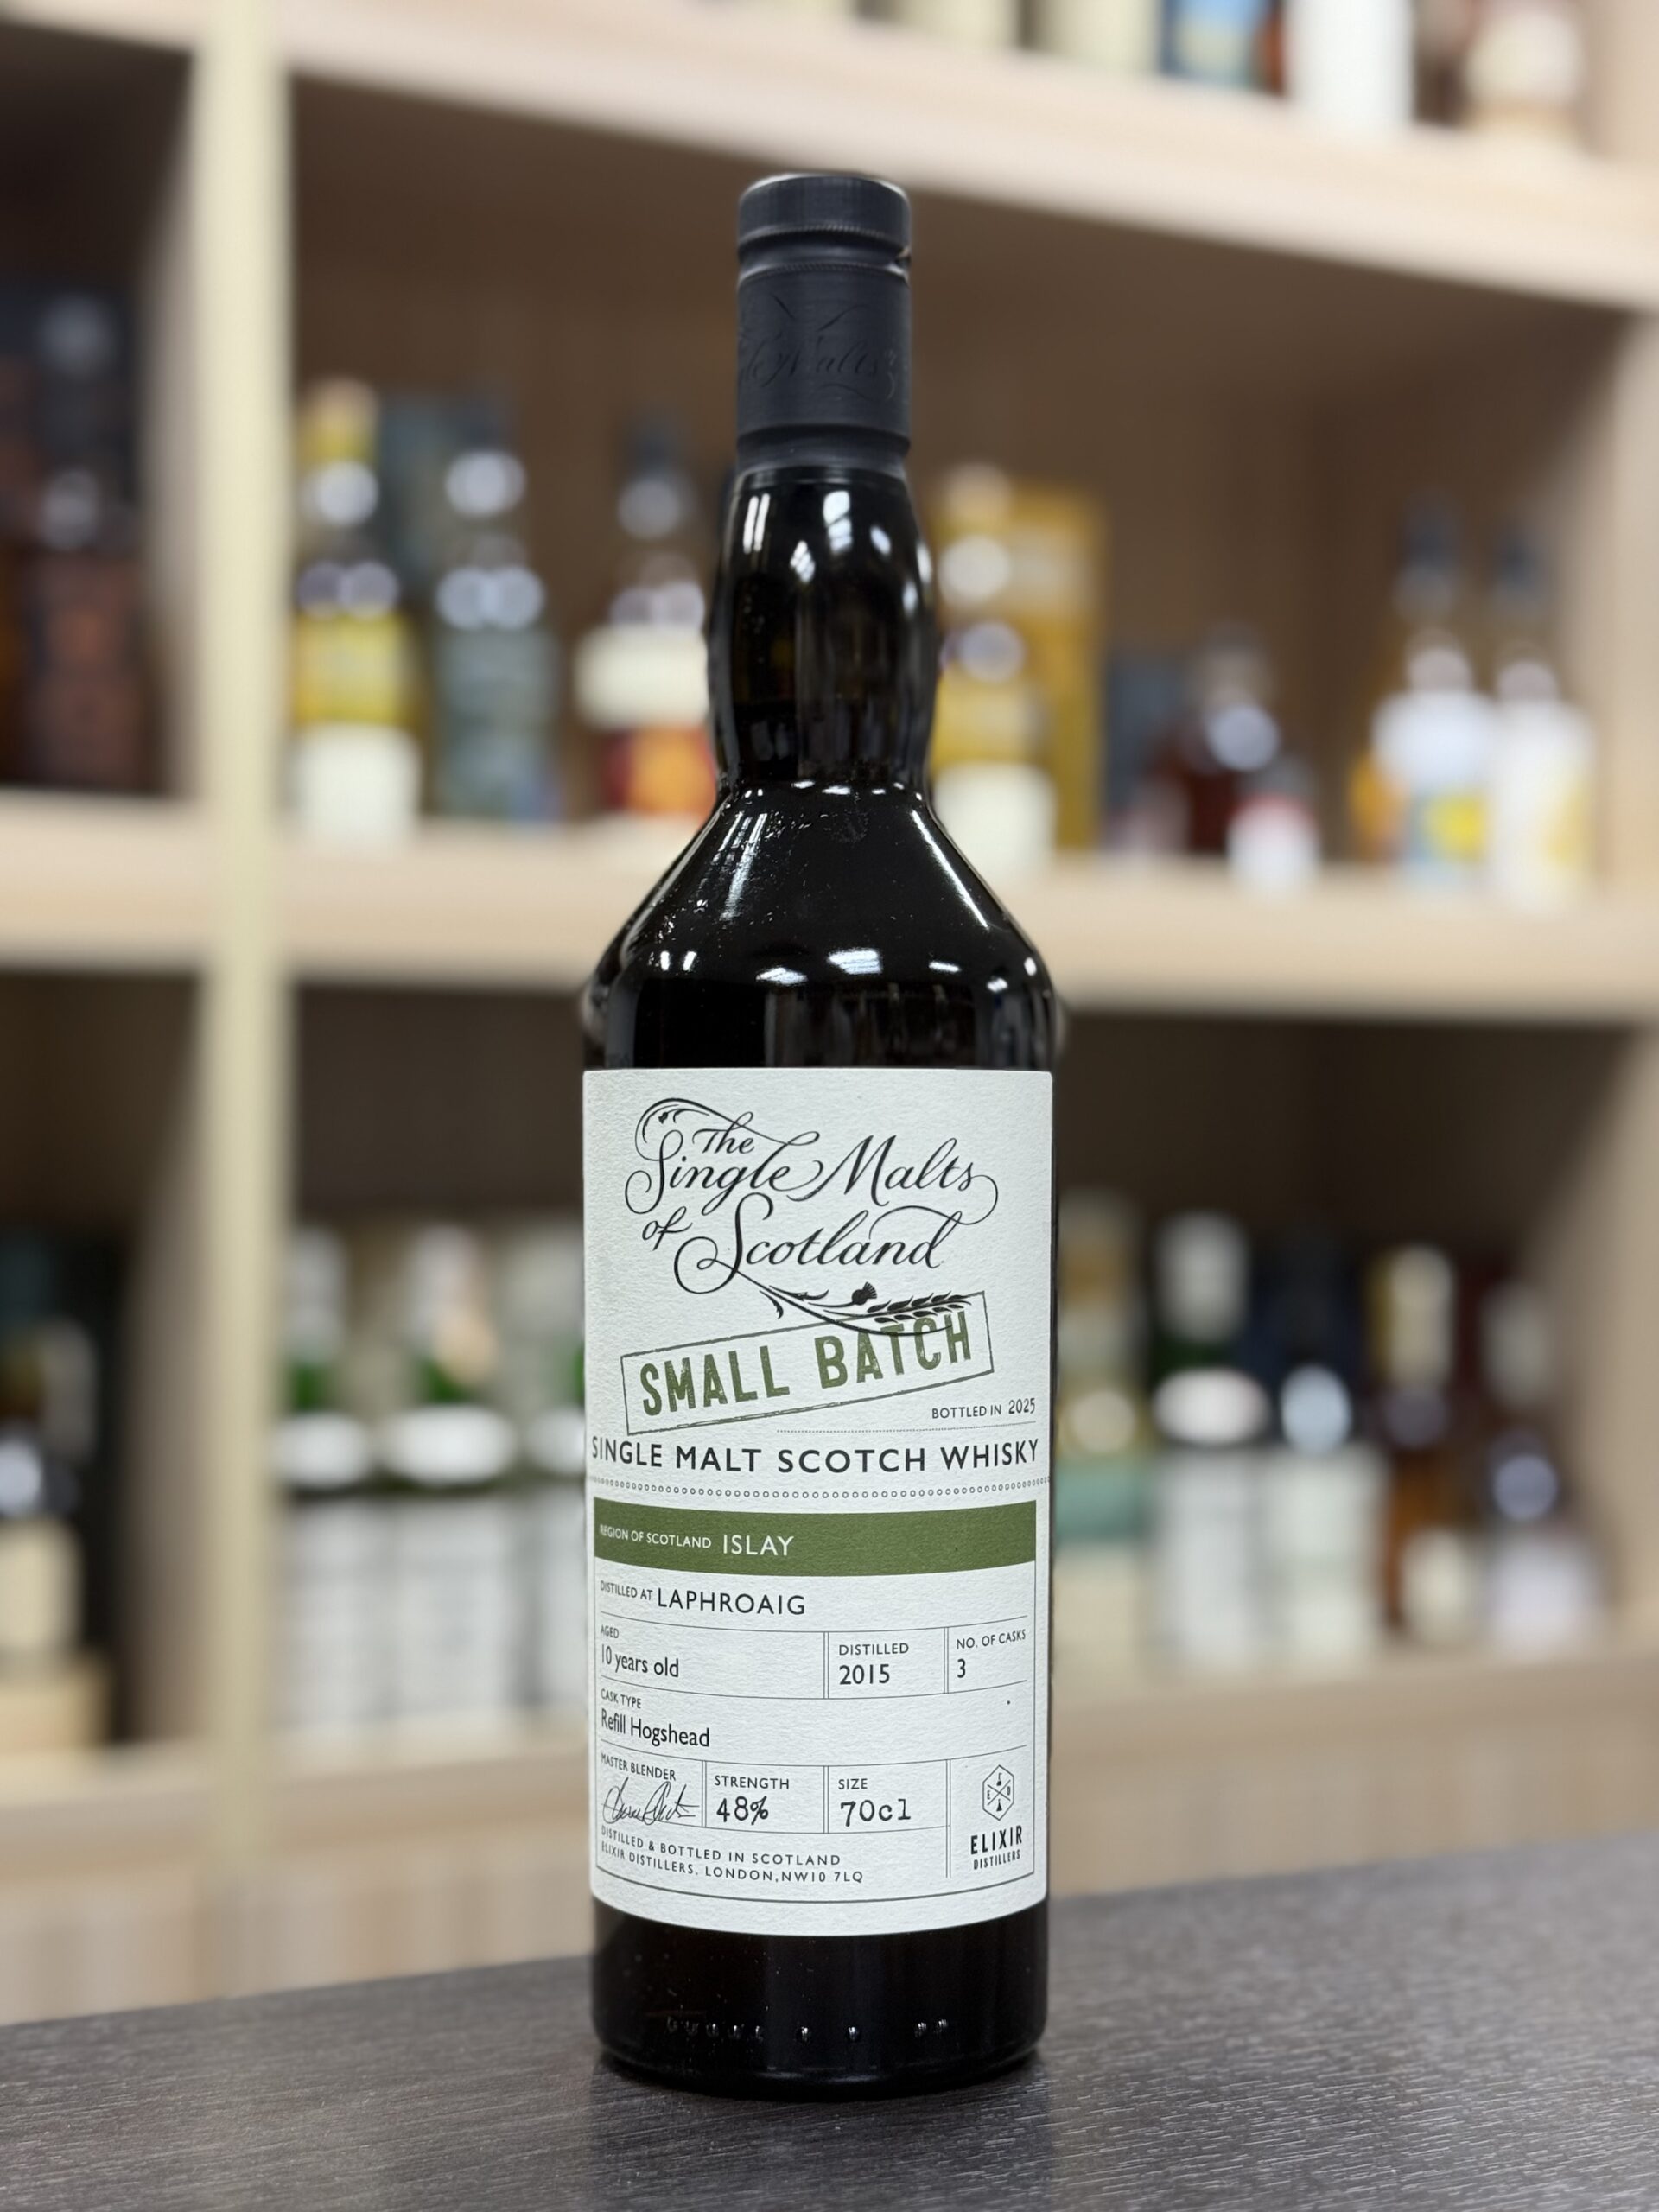 The
Single Malts
of Scotland
SMALL BATCH
BOTTLED IN 2025
SINGLE MALT SCOTCH WHISKY
REGION OF SCOTLAND ISLAY
DISTILLED AT LAPHROAIG
AGED
10 years old
DISTILLED
2015
NO. OF CASKS
3
CASK TYPE
Refill Hogshead
MASTER BLENDER
STRENGTH
48%
SIZE
70cl
E D
ELIXIR
DISTILLERS
DISTILLED & BOTTLED IN SCOTLAND
ELIXIR DISTILLERS, LONDON, NW10 7LQ